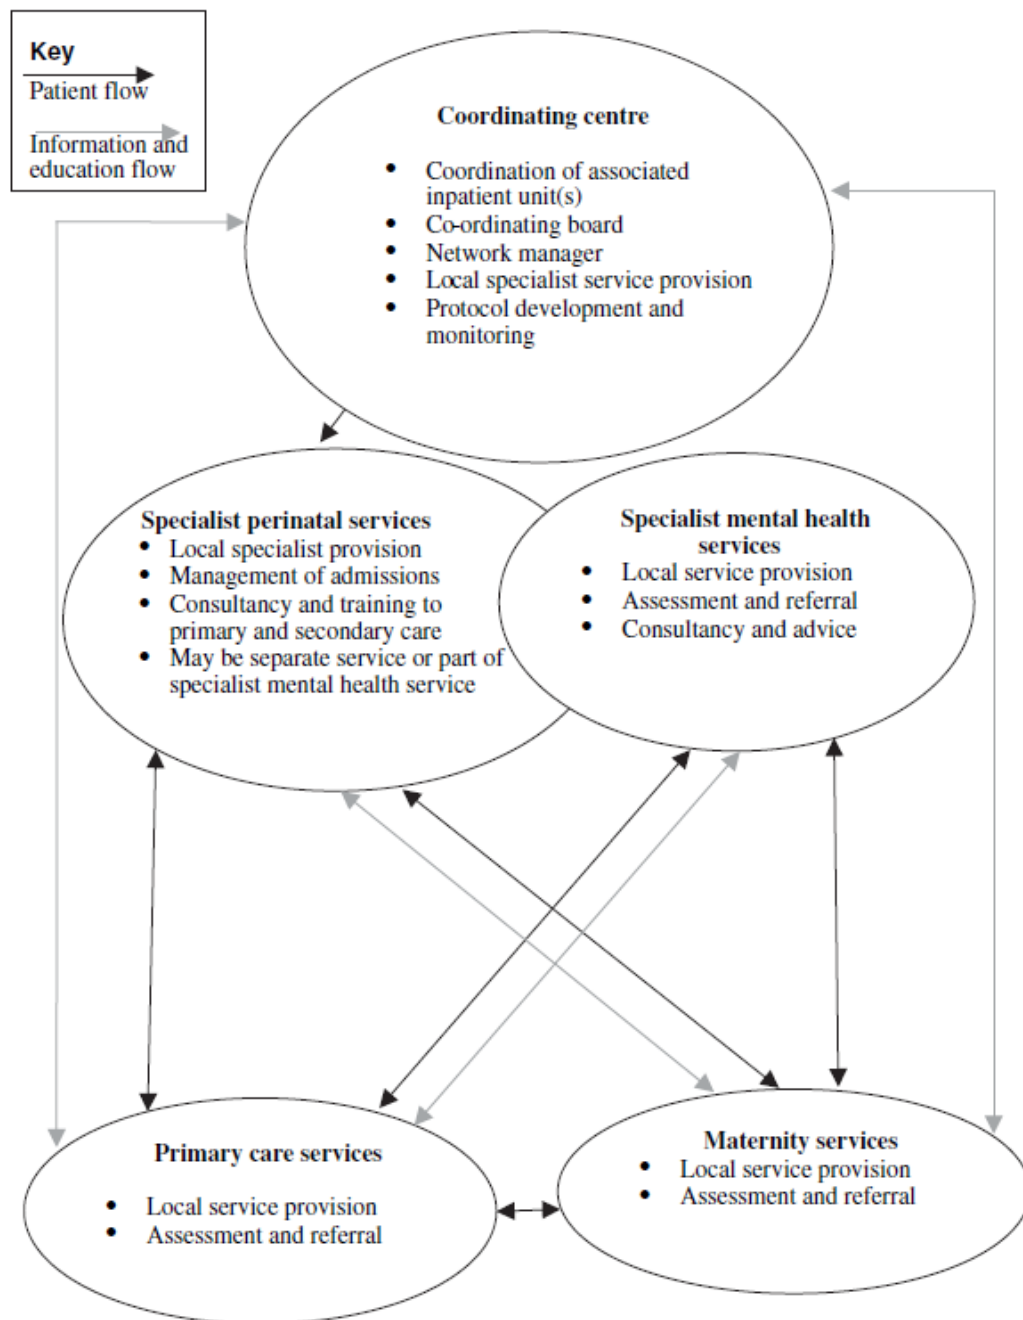 Key
Patient flow
Information and
education flow
Coordinating centre
• Coordination of associated
inpatient unit(s)
• Co-ordinating board
• Network manager
• Local specialist service provision
• Protocol development and
monitoring
Specialist perinatal services
• Local specialist provision
• Management of admissions
• Consultancy and training to
primary and secondary care
• May be separate service or part of
specialist mental health service
Specialist mental health
services
• Local service provision
• Assessment and referral
• Consultancy and advice
Primary care services
• Local service provision
• Assessment and referral
Maternity services
• Local service provision
• Assessment and referral